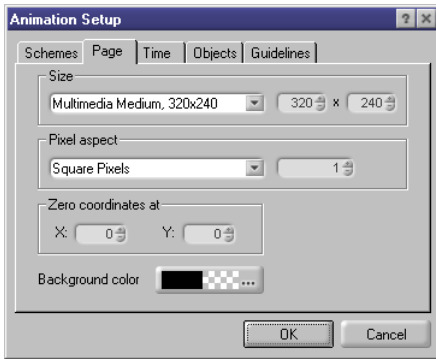 Animation Setup
Schemes Page Time Objects Guidelines
Size
Multimedia Medium, 320x240 320 x 240
Pixel aspect
Square Pixels 1
Zero coordinates at
X: 0 Y: 0
Background color ...
OK Cancel